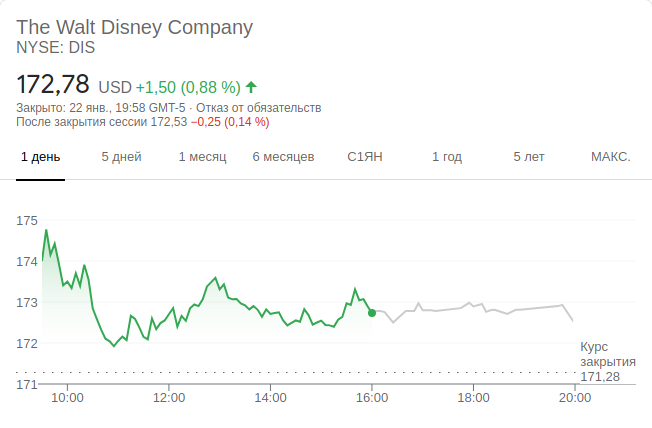 The Walt Disney Company
NYSE: DIS
172,78 USD +1,50 (0,88 %)
Закрыто: 22 янв., 19:58 GMT-5 · Отказ от обязательств
После закрытия сессии 172,53 −0,25 (0,14 %)
1 день 5 дней 1 месяц 6 месяцев С1ЯН 1 год 5 лет МАКС.
175
174
173
172
Курс
закрытия
171,28
171
10:00 12:00 14:00 16:00 18:00 20:00